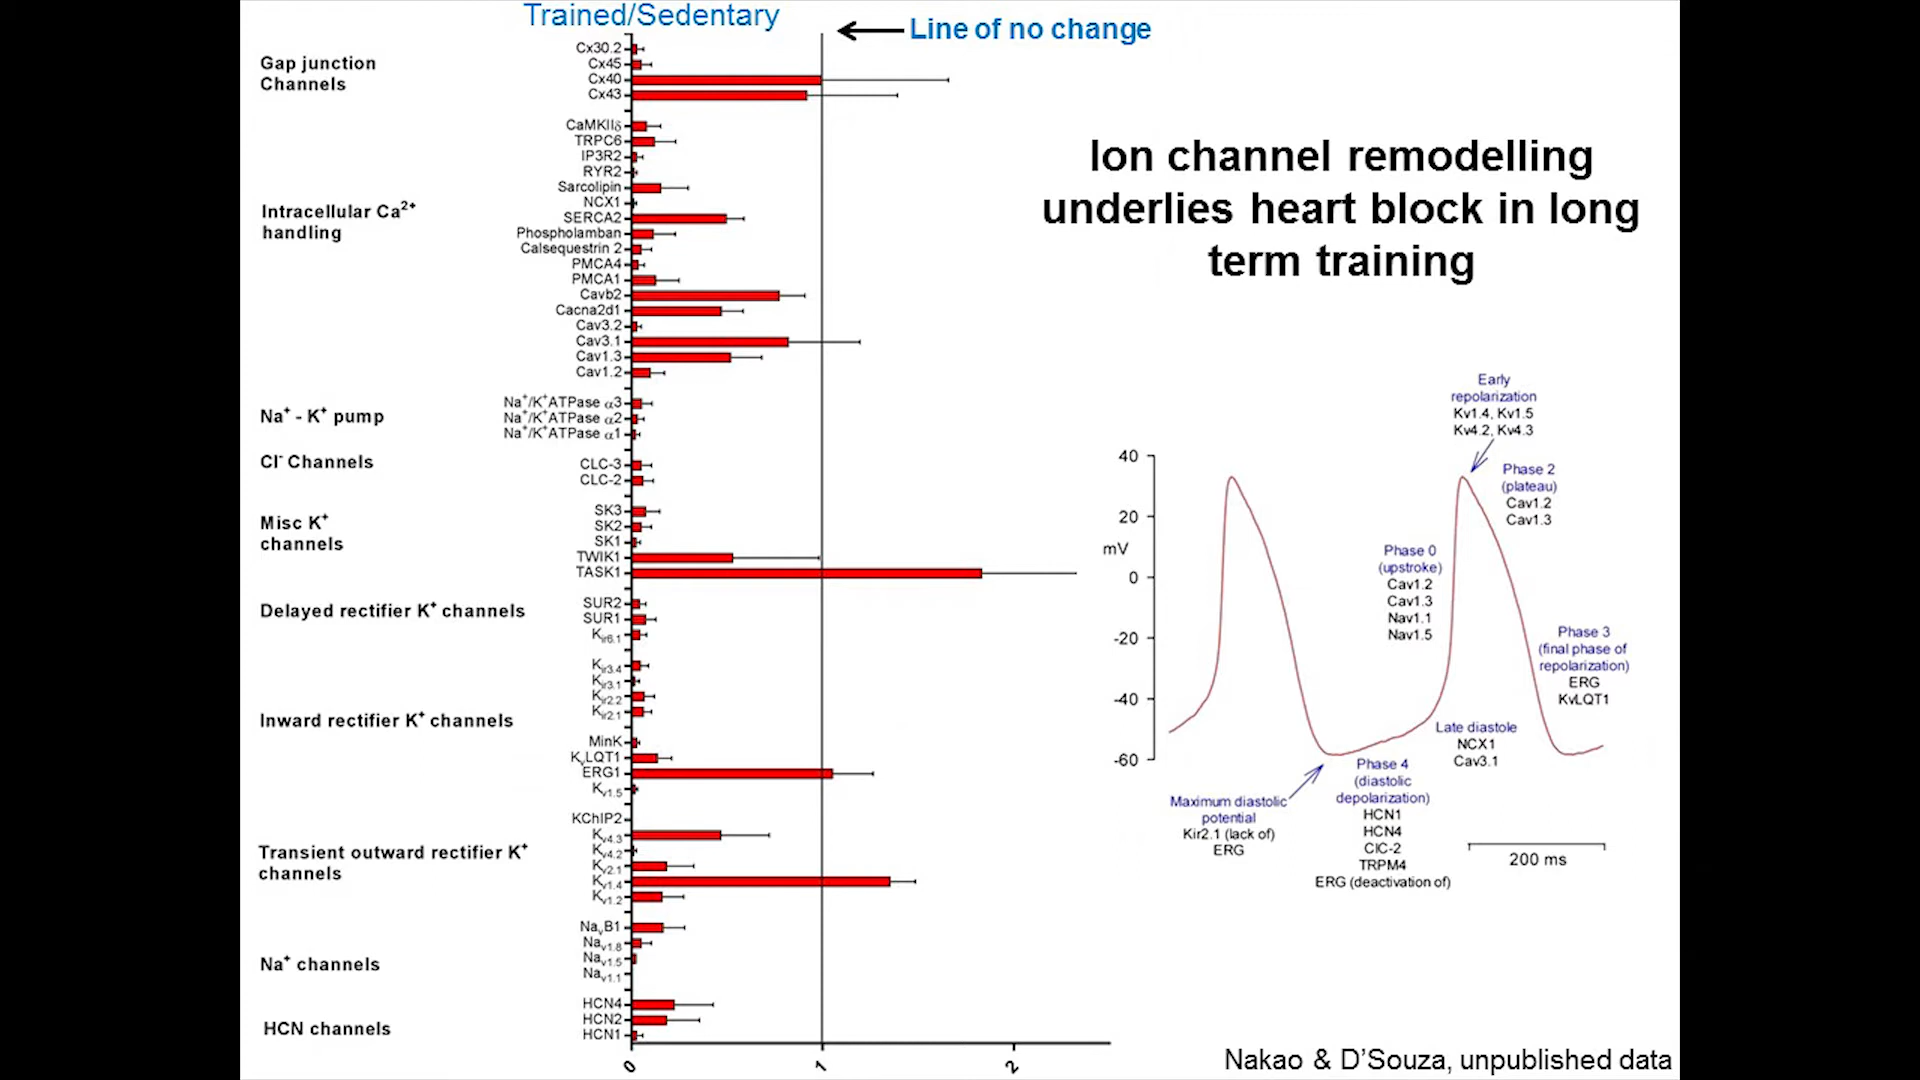 Trained/Sedentary
Line of no change
Gap junction
Channels
Cx30.2
Cx45
Cx40
Cx43
Intracellular Ca2+
handling
CaMKIIδ
TRPC6
IP3R2
RYR2
Sarcolipin
NCX1
SERCA2
Phospholamban
Calsequestrin 2
PMCA4
PMCA1
Cavb2
Cacna2d1
Cav3.2
Cav3.1
Cav1.3
Cav1.2
Na+ - K+ pump
Na+/K+ATPase α3
Na+/K+ATPase α2
Na+/K+ATPase α1
Cl- Channels
CLC-3
CLC-2
Misc K+
channels
SK3
SK2
SK1
TWIK1
TASK1
Delayed rectifier K+ channels
SUR2
SUR1
Kir6.1
Inward rectifier K+ channels
Kir3.4
Kir3.1
Kir2.2
Kir2.1
MinK
KvLQT1
ERG1
Kv1.5
Transient outward rectifier K+
channels
KChIP2
Kv4.3
Kv4.2
Kv2.1
Kv1.4
Kv1.2
Na+ channels
NavB1
Nav1.8
Nav1.5
Nav1.1
HCN channels
HCN4
HCN2
HCN1
0
1
2
Ion channel remodelling
underlies heart block in long
term training
Early
repolarization
Kv1.4, Kv1.5
Kv4.2, Kv4.3
Phase 2
(plateau)
Cav1.2
Cav1.3
Phase 0
(upstroke)
Cav1.2
Cav1.3
Nav1.1
Nav1.5
Phase 3
(final phase of
repolarization)
ERG
KvLQT1
Late diastole
NCX1
Cav3.1
Phase 4
(diastolic
depolarization)
HCN1
HCN4
ClC-2
TRPM4
ERG (deactivation of)
Maximum diastolic
potential
Kir2.1 (lack of)
ERG
40
20
mV
0
-20
-40
-60
200 ms
Nakao & D'Souza, unpublished data